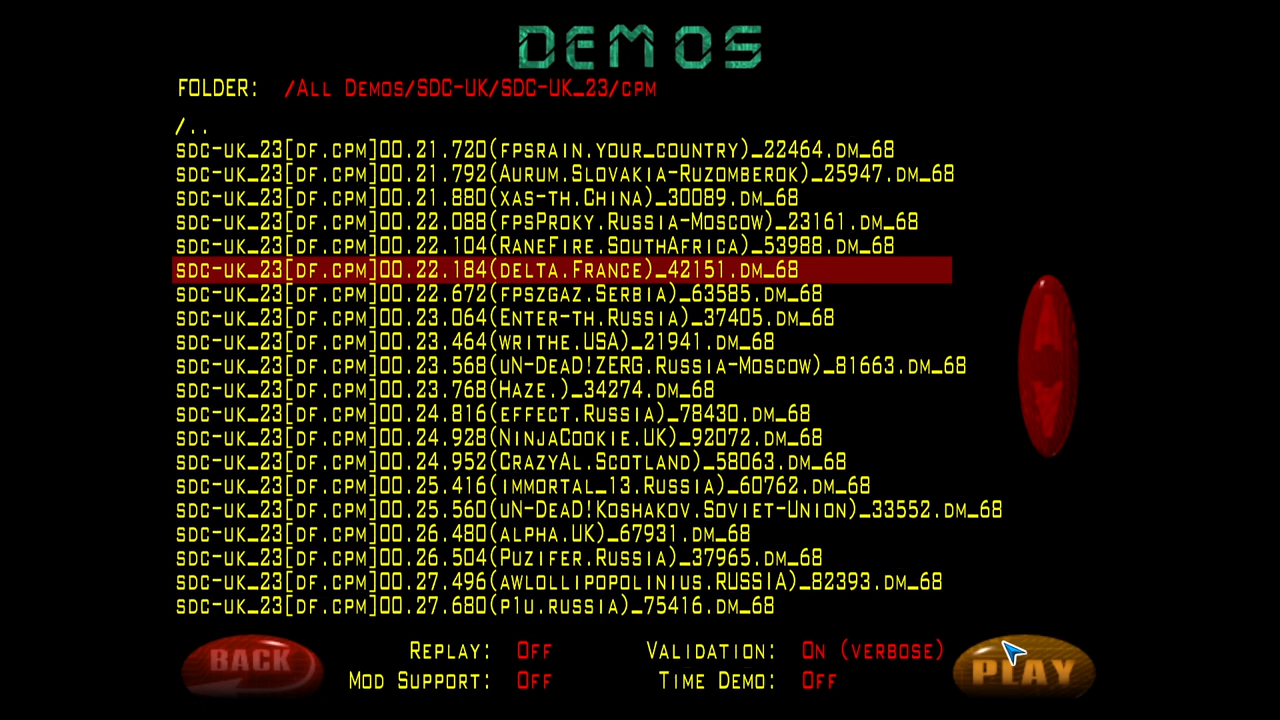 DEMOS
FOLDER: /All Demos/SDC-UK/SDC-UK_23/cpm
/..
sdc-uk_23[df.cpm]00.21.720(fpsrain.your_country)_22464.dm_68
sdc-uk_23[df.cpm]00.21.792(Aurum.Slovakia-Ruzomberok)_25947.dm_68
sdc-uk_23[df.cpm]00.21.880(xas-th.China)_30089.dm_68
sdc-uk_23[df.cpm]00.22.088(fpsProky.Russia-Moscow)_23161.dm_68
sdc-uk_23[df.cpm]00.22.104(RaneFire.SouthAfrica)_53988.dm_68
sdc-uk_23[df.cpm]00.22.184(delta.France)_42151.dm_68
sdc-uk_23[df.cpm]00.22.672(fpszgaz.Serbia)_63585.dm_68
sdc-uk_23[df.cpm]00.23.064(Enter-th.Russia)_37405.dm_68
sdc-uk_23[df.cpm]00.23.464(writhe.USA)_21941.dm_68
sdc-uk_23[df.cpm]00.23.568(uN-DeaD!ZERG.Russia-Moscow)_81663.dm_68
sdc-uk_23[df.cpm]00.23.768(Haze.)_34274.dm_68
sdc-uk_23[df.cpm]00.24.816(effect.Russia)_78430.dm_68
sdc-uk_23[df.cpm]00.24.928(NinjaCookie.UK)_92072.dm_68
sdc-uk_23[df.cpm]00.24.952(CrazyAl.Scotland)_58063.dm_68
sdc-uk_23[df.cpm]00.25.416(immortal_13.Russia)_60762.dm_68
sdc-uk_23[df.cpm]00.25.560(uN-DeaD!Koshakov.Soviet-Union)_33552.dm_68
sdc-uk_23[df.cpm]00.26.480(alpha.UK)_67931.dm_68
sdc-uk_23[df.cpm]00.26.504(Puzifer.Russia)_37965.dm_68
sdc-uk_23[df.cpm]00.27.496(awlollipopolinius.RUSSIA)_82393.dm_68
sdc-uk_23[df.cpm]00.27.680(p1u.russia)_75416.dm_68
BACK
Replay: Off
Validation: On (verbose)
PLAY
Mod Support: Off
Time Demo: Off